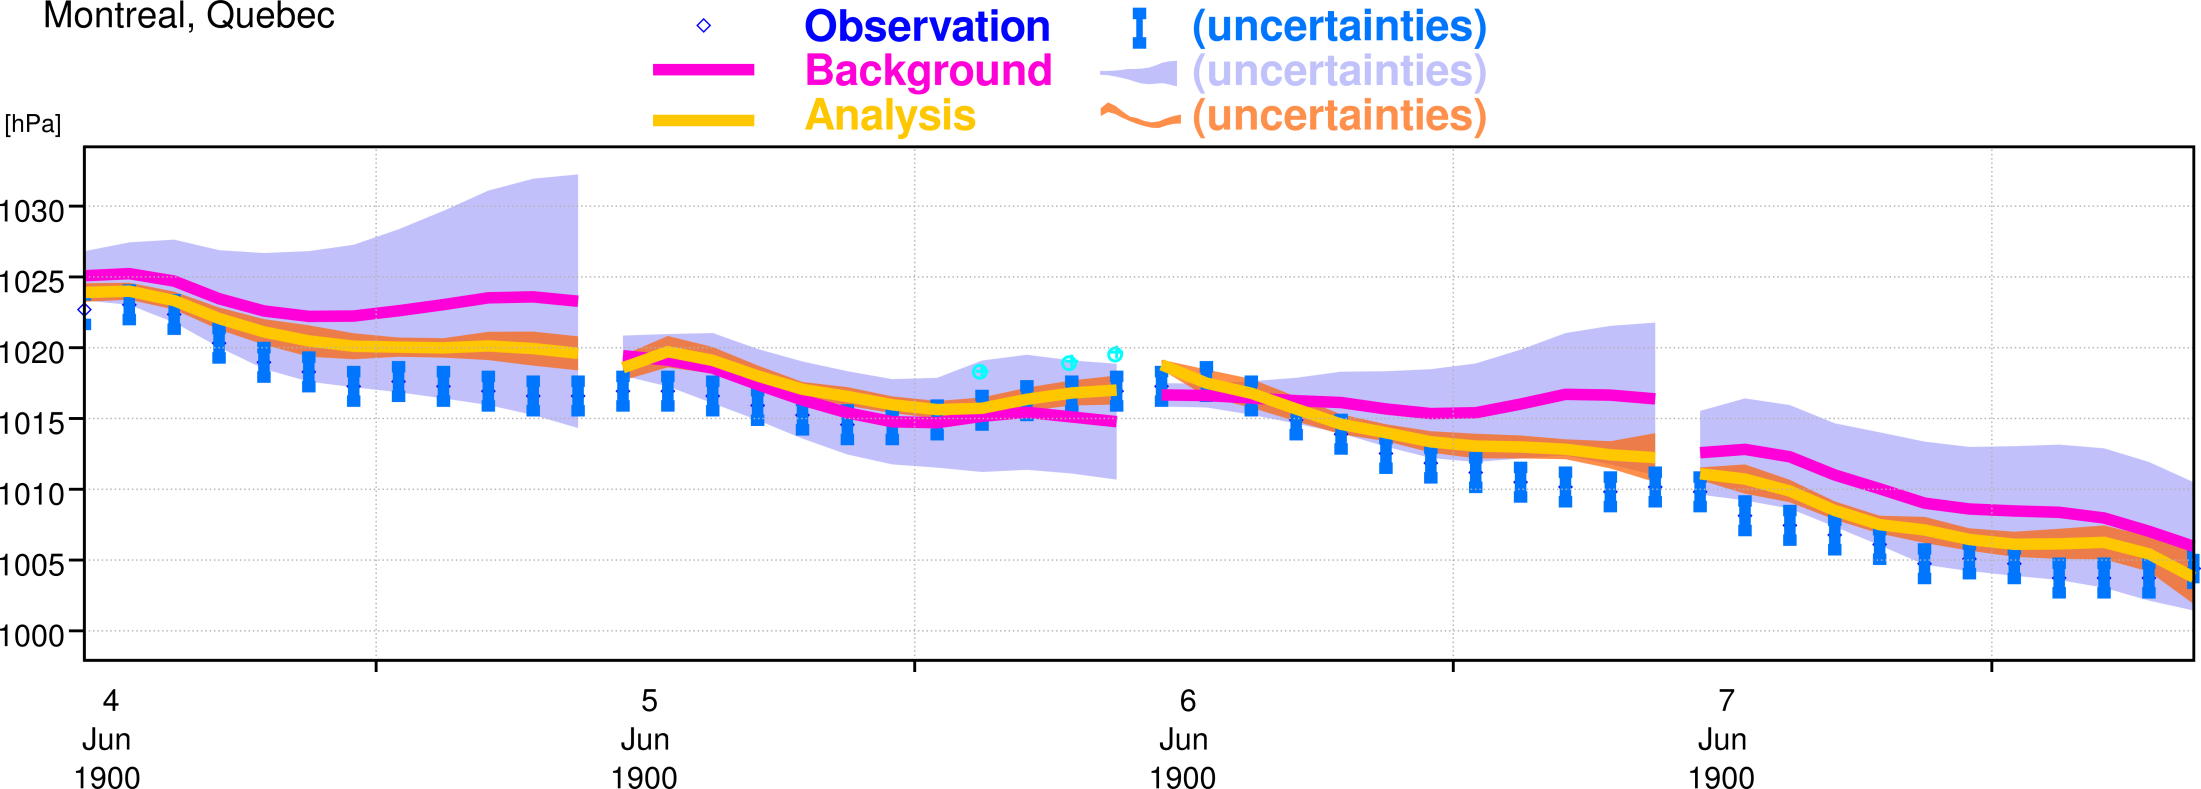 Montreal, Quebec
Observation (uncertainties)
Background (uncertainties)
Analysis (uncertainties)
[hPa]
1030
1025
1020
1015
1010
1005
1000
4 5 6 7
Jun Jun Jun Jun
1900 1900 1900 1900